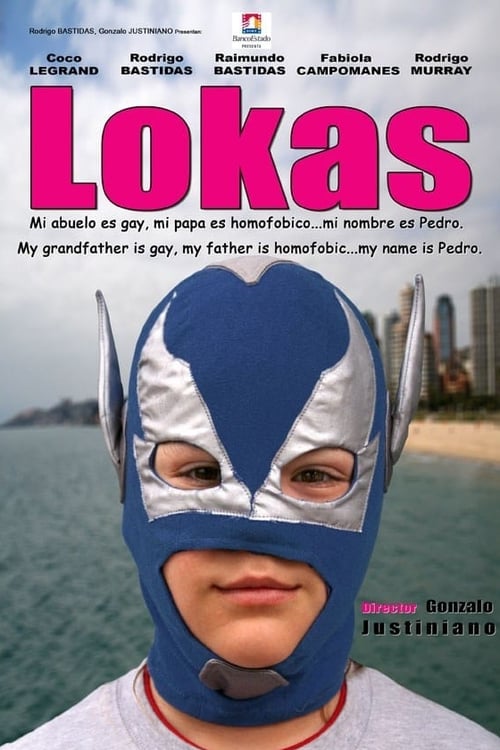 Rodrigo BASTIDAS, Gonzalo JUSTINIANO Presentan:
BancoEstado
PRESENTA
Coco LEGRAND
Rodrigo BASTIDAS
Raimundo BASTIDAS
Fabiola CAMPOMANES
Rodrigo MURRAY
Lokas
Mi abuelo es gay, mi papa es homofobico...mi nombre es Pedro.
My grandfather is gay, my father is homofobic...my name is Pedro.
Director Gonzalo
Justiniano